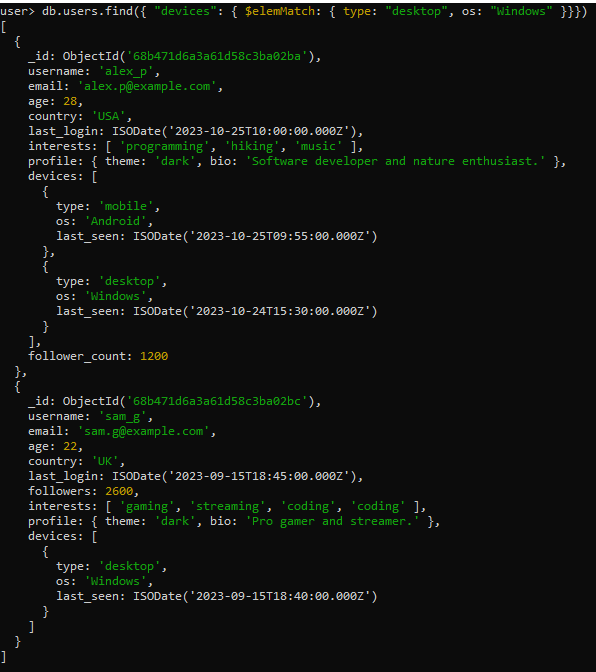 user> db.users.find({ "devices": { $elemMatch: { type: "desktop", os: "Windows" }}})
[
  {
    _id: ObjectId('68b471d6a3a61d58c3ba02ba'),
    username: 'alex_p',
    email: 'alex.p@example.com',
    age: 28,
    country: 'USA',
    last_login: ISODate('2023-10-25T10:00:00.000Z'),
    interests: [ 'programming', 'hiking', 'music' ],
    profile: { theme: 'dark', bio: 'Software developer and nature enthusiast.' },
    devices: [
      {
        type: 'mobile',
        os: 'Android',
        last_seen: ISODate('2023-10-25T09:55:00.000Z')
      },
      {
        type: 'desktop',
        os: 'Windows',
        last_seen: ISODate('2023-10-24T15:30:00.000Z')
      }
    ],
    follower_count: 1200
  },
  {
    _id: ObjectId('68b471d6a3a61d58c3ba02bc'),
    username: 'sam_g',
    email: 'sam.g@example.com',
    age: 22,
    country: 'UK',
    last_login: ISODate('2023-09-15T18:45:00.000Z'),
    followers: 2600,
    interests: [ 'gaming', 'streaming', 'coding', 'coding' ],
    profile: { theme: 'dark', bio: 'Pro gamer and streamer.' },
    devices: [
      {
        type: 'desktop',
        os: 'Windows',
        last_seen: ISODate('2023-09-15T18:40:00.000Z')
      }
    ]
  }
]